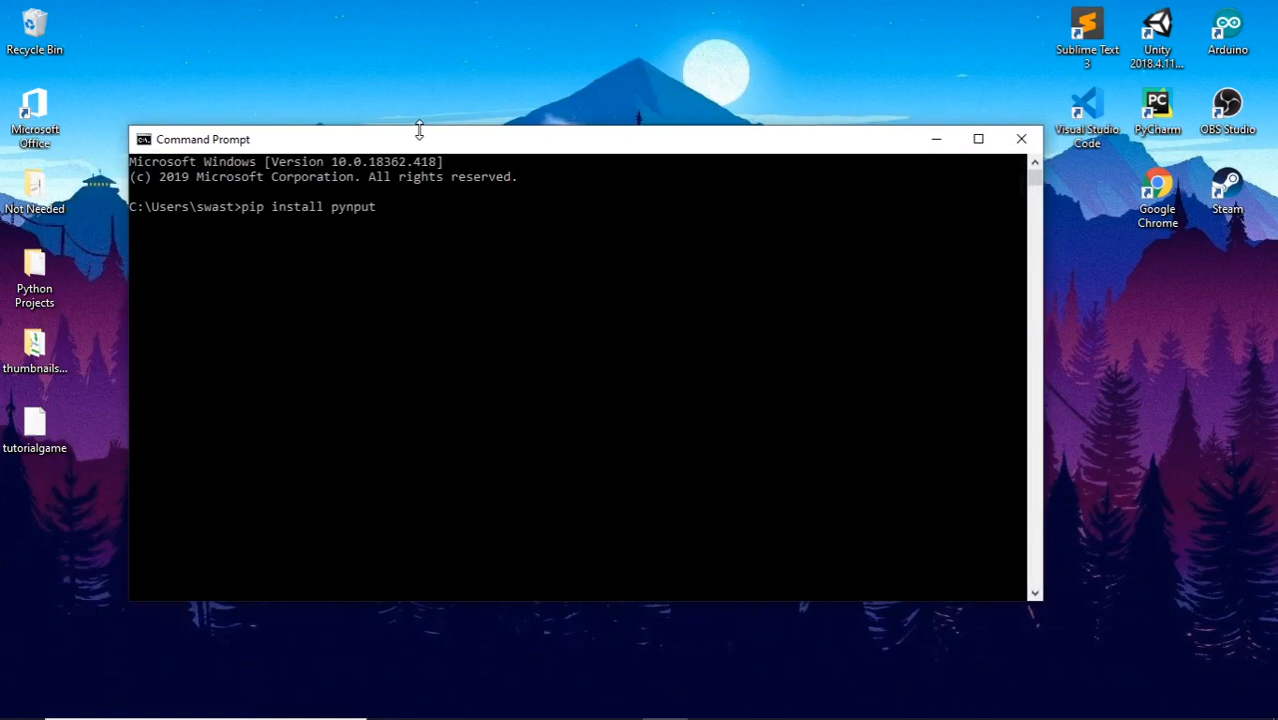 Recycle Bin
Microsoft
Office
Not Needed
Python
Projects
thumbnails...
tutorialgame
Command Prompt
Microsoft Windows [Version 10.0.18362.418]
(c) 2019 Microsoft Corporation. All rights reserved.
C:\Users\swast>pip install pynput
Sublime Text
3
Unity
2018.4.11...
Arduino
Visual Studio
Code
PC
PyCharm
OBS Studio
Google
Chrome
Steam